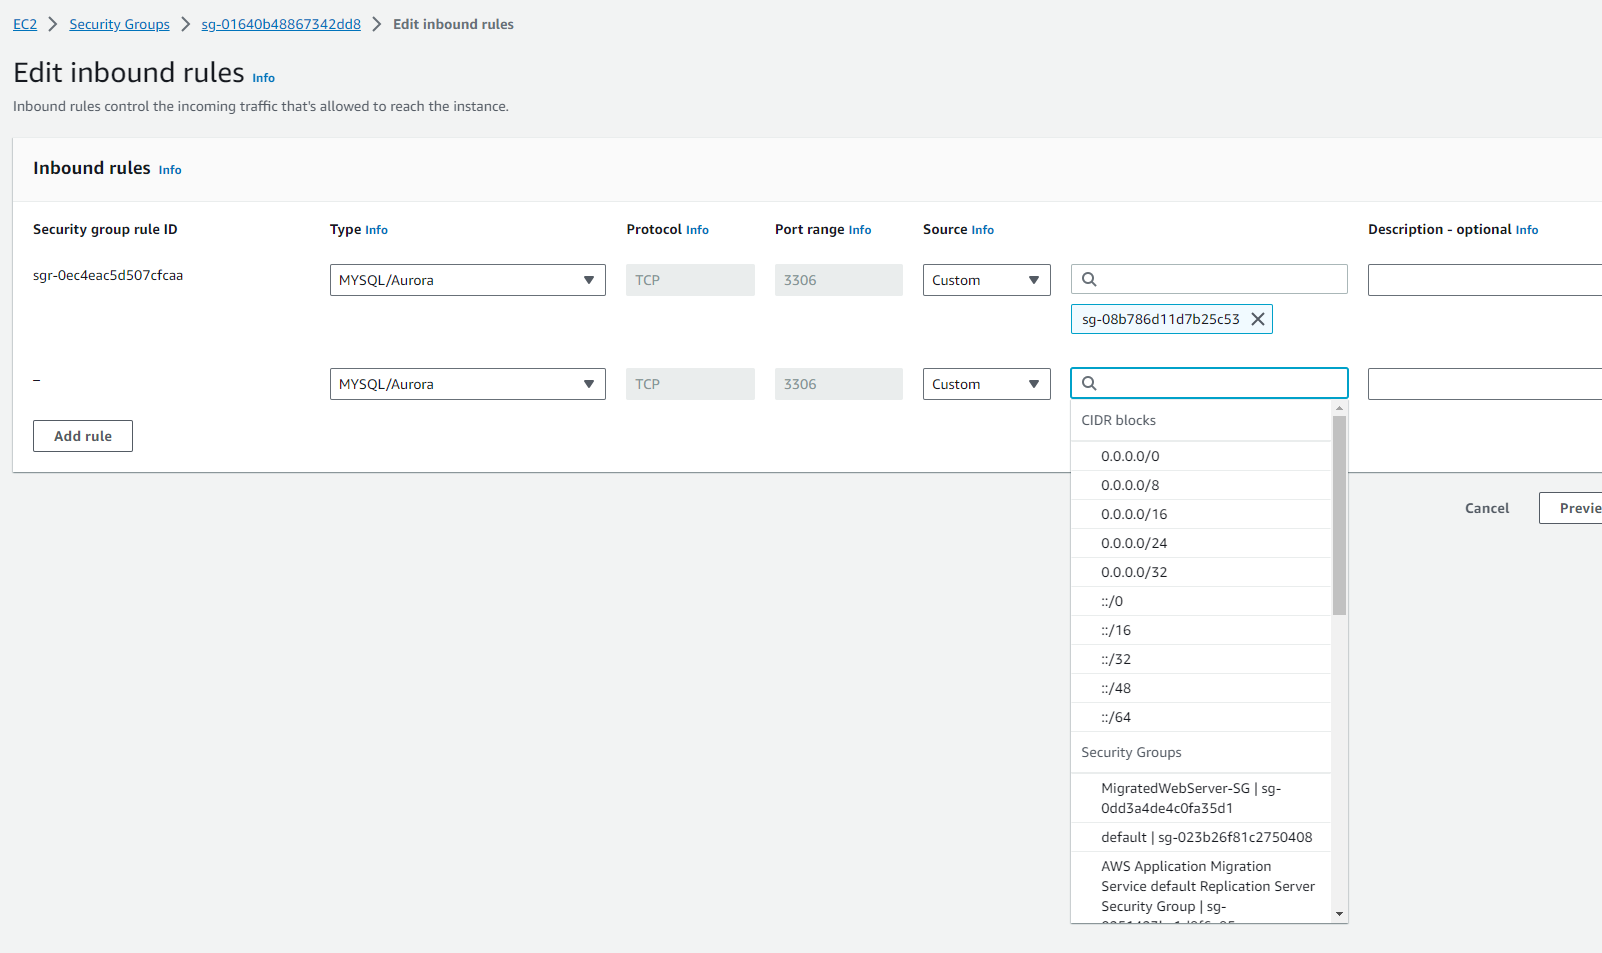 EC2 > Security Groups > sg-01640b48867342dd8 > Edit inbound rules
Edit inbound rules Info
Inbound rules control the incoming traffic that's allowed to reach the instance.
Inbound rules Info
Security group rule ID Type Info Protocol Info Port range Info Source Info Description - optional Info
sgr-0ec4eac5d507cfcaa MYSQL/Aurora TCP 3306 Custom
sg-08b786d11d7b25c53
– MYSQL/Aurora TCP 3306 Custom
Add rule
CIDR blocks
0.0.0.0/0
0.0.0.0/8
0.0.0.0/16
0.0.0.0/24
0.0.0.0/32
::/0
::/16
::/32
::/48
::/64
Security Groups
MigratedWebServer-SG | sg-
0dd3a4de4c0fa35d1
default | sg-023b26f81c2750408
AWS Application Migration
Service default Replication Server
Security Group | sg-
Cancel Previe